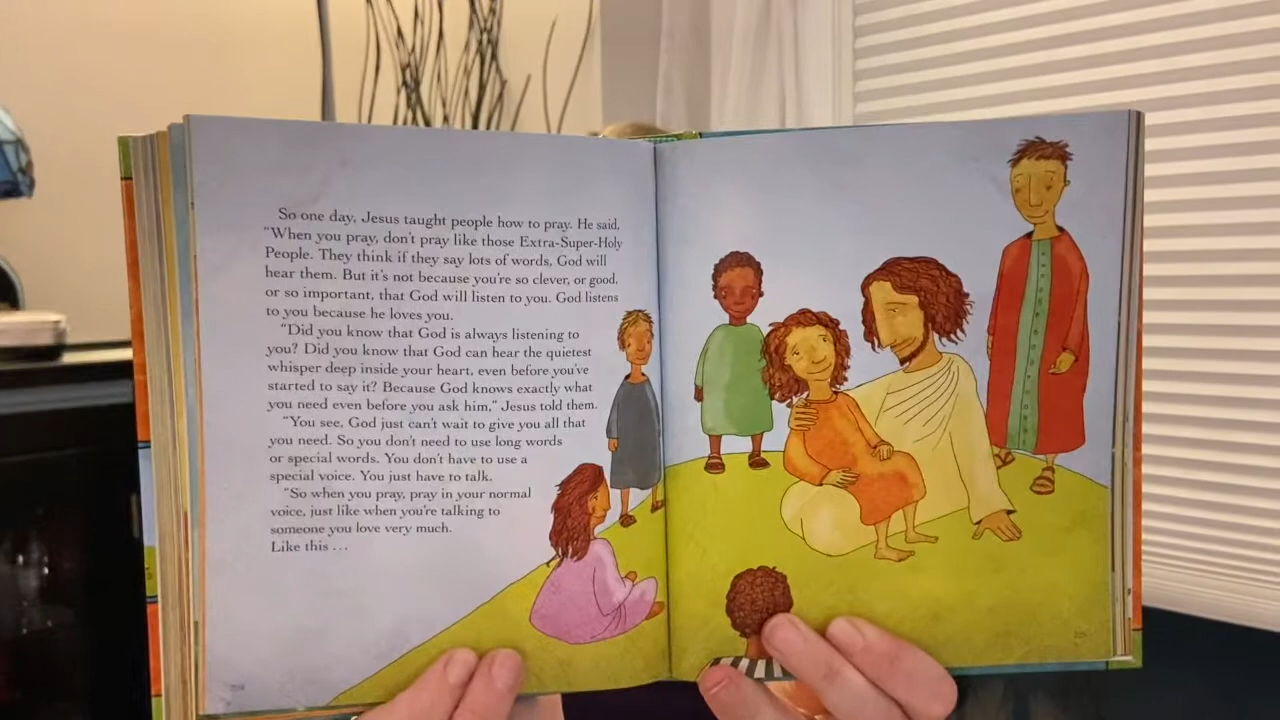 So one day, Jesus taught people how to pray. He said,
"When you pray, don't pray like those Extra-Super-Holy
People. They think if they say lots of words, God will
hear them. But it's not because you're so clever, or good,
or so important, that God will listen to you. God listens
to you because he loves you.
"Did you know that God is always listening to
you? Did you know that God can hear the quietest
whisper deep inside your heart, even before you've
started to say it? Because God knows exactly what
you need even before you ask him," Jesus told them.
"You see, God just can't wait to give you all that
you need. So you don't need to use long words
or special words. You don't have to use a
special voice. You just have to talk.
"So when you pray, pray in your normal
voice, just like when you're talking to
someone you love very much.
Like this ...